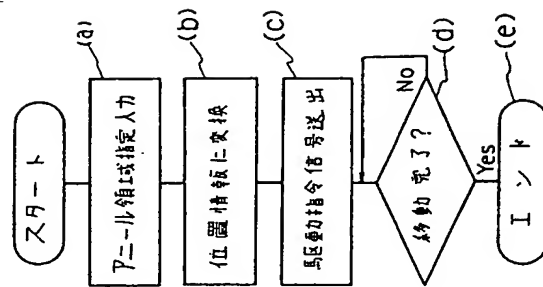 スタート
(a)
アニール領域指定入力
(b)
位置情報に変換
(c)
駆動指令信号送出
(d)
移動完了?
No
Yes
(e)
エンド